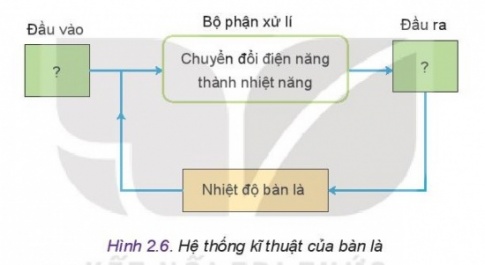 Đầu vào
Bộ phận xử lí
Đầu ra
?
Chuyển đổi điện năng
thành nhiệt năng
?
Nhiệt độ bàn là
Hình 2.6. Hệ thống kĩ thuật của bàn là